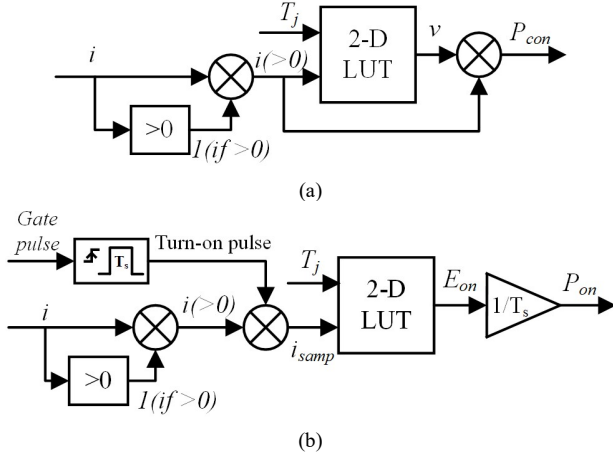 T_j
2-D
LUT
v
P_con
i
i(>0)
>0
1(if >0)
(a)
Gate
pulse
T_s
Turn-on pulse
T_j
2-D
LUT
E_on
1/T_s
P_on
i
i(>0)
i_samp
>0
1(if >0)
(b)